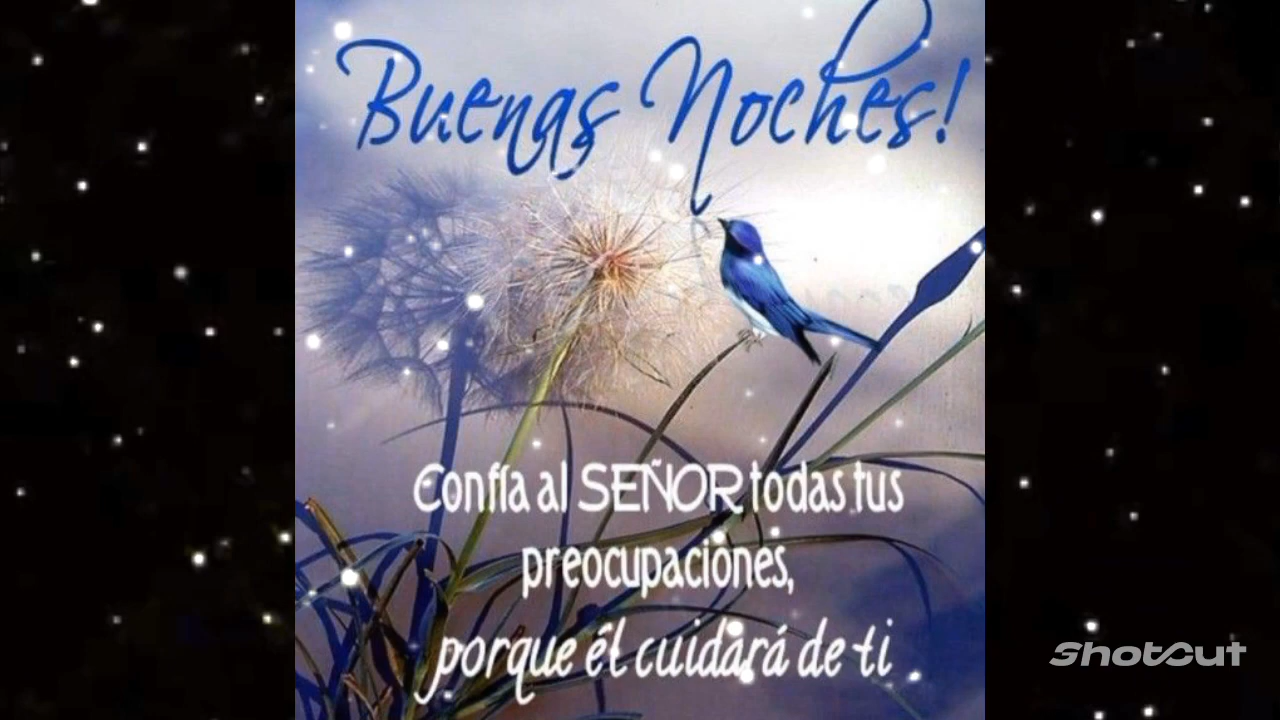 Buenas Noches!
Confía al SEÑOR todas tus
preocupaciones,
porque él cuidará de ti
ShotCut